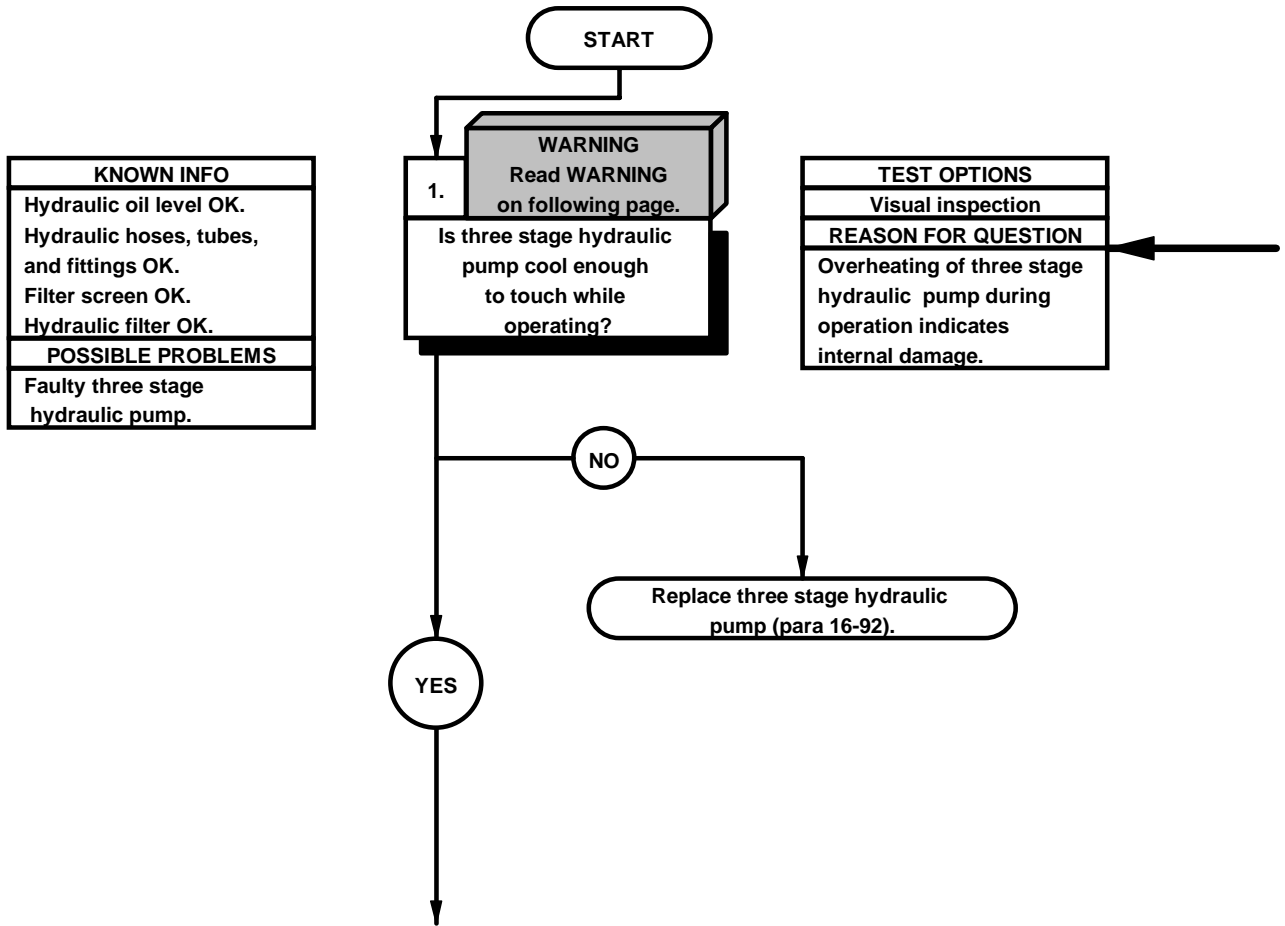 START
KNOWN INFO
Hydraulic oil level OK.
Hydraulic hoses, tubes,
and fittings OK.
Filter screen OK.
Hydraulic filter OK.
POSSIBLE PROBLEMS
Faulty three stage
hydraulic pump.
1.
WARNING
Read WARNING
on following page.
Is three stage hydraulic
pump cool enough
to touch while
operating?
TEST OPTIONS
Visual inspection
REASON FOR QUESTION
Overheating of three stage
hydraulic pump during
operation indicates
internal damage.
NO
Replace three stage hydraulic
pump (para 16-92).
YES